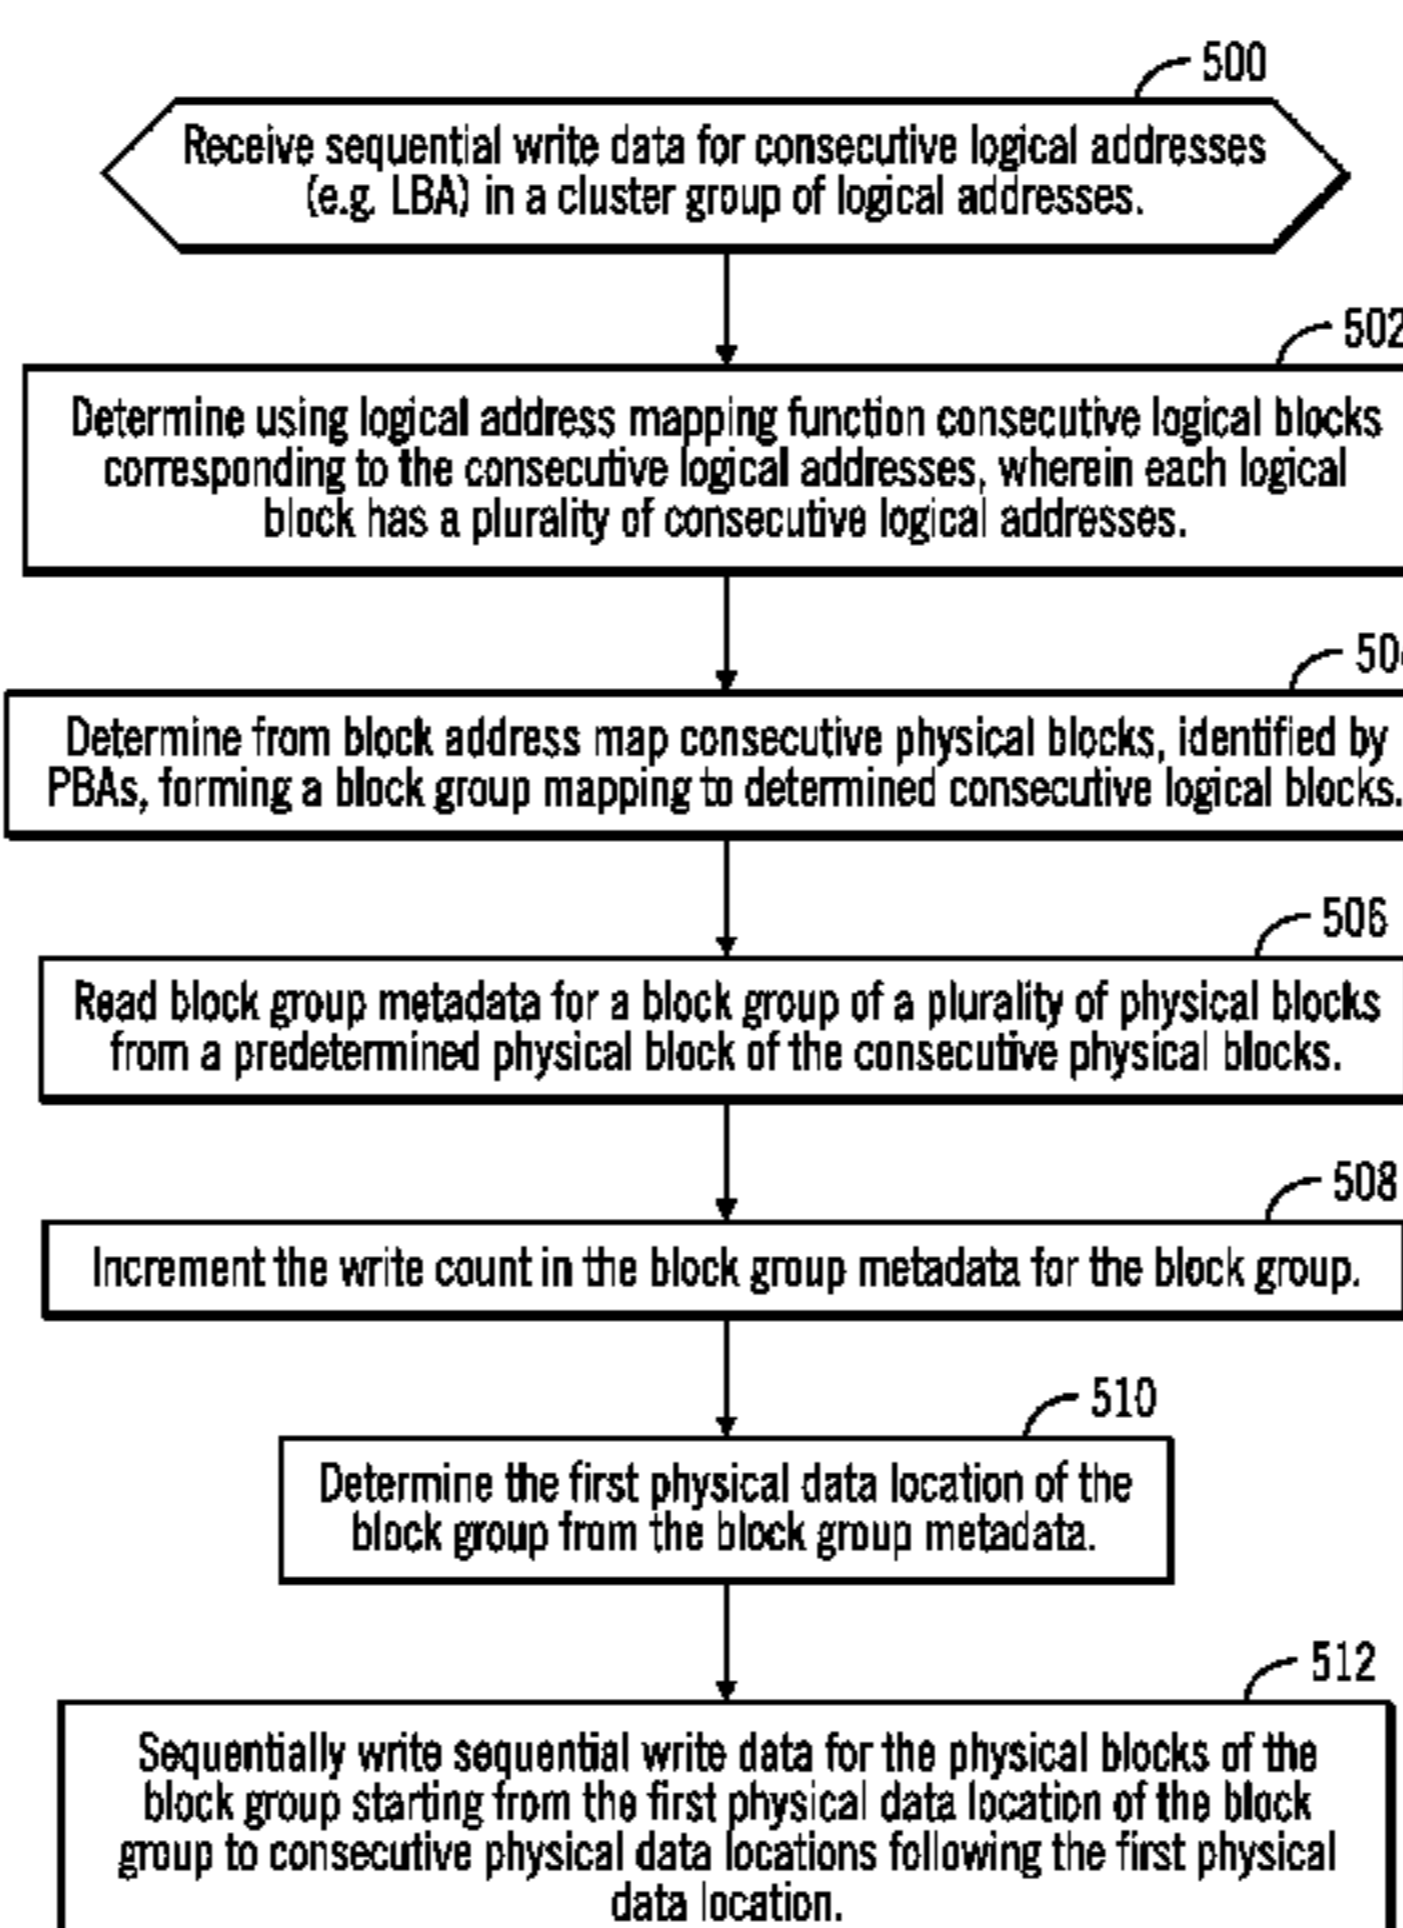 500
Receive sequential write data for consecutive logical addresses
(e.g. LBA) in a cluster group of logical addresses.
502
Determine using logical address mapping function consecutive logical blocks
corresponding to the consecutive logical addresses, wherein each logical
block has a plurality of consecutive logical addresses.
Determine from block address map consecutive physical blocks, identified by
PBAs, forming a block group mapping to determined consecutive logical blocks.
506
Read block group metadata for a block group of a plurality of physical blocks
from a predetermined physical block of the consecutive physical blocks.
508
Increment the write count in the block group metadata for the block group.
510
Determine the first physical data location of the
block group from the block group metadata.
512
Sequentially write sequential write data for the physical blocks of the
block group starting from the first physical data location of the block
group to consecutive physical data locations following the first physical
data location.